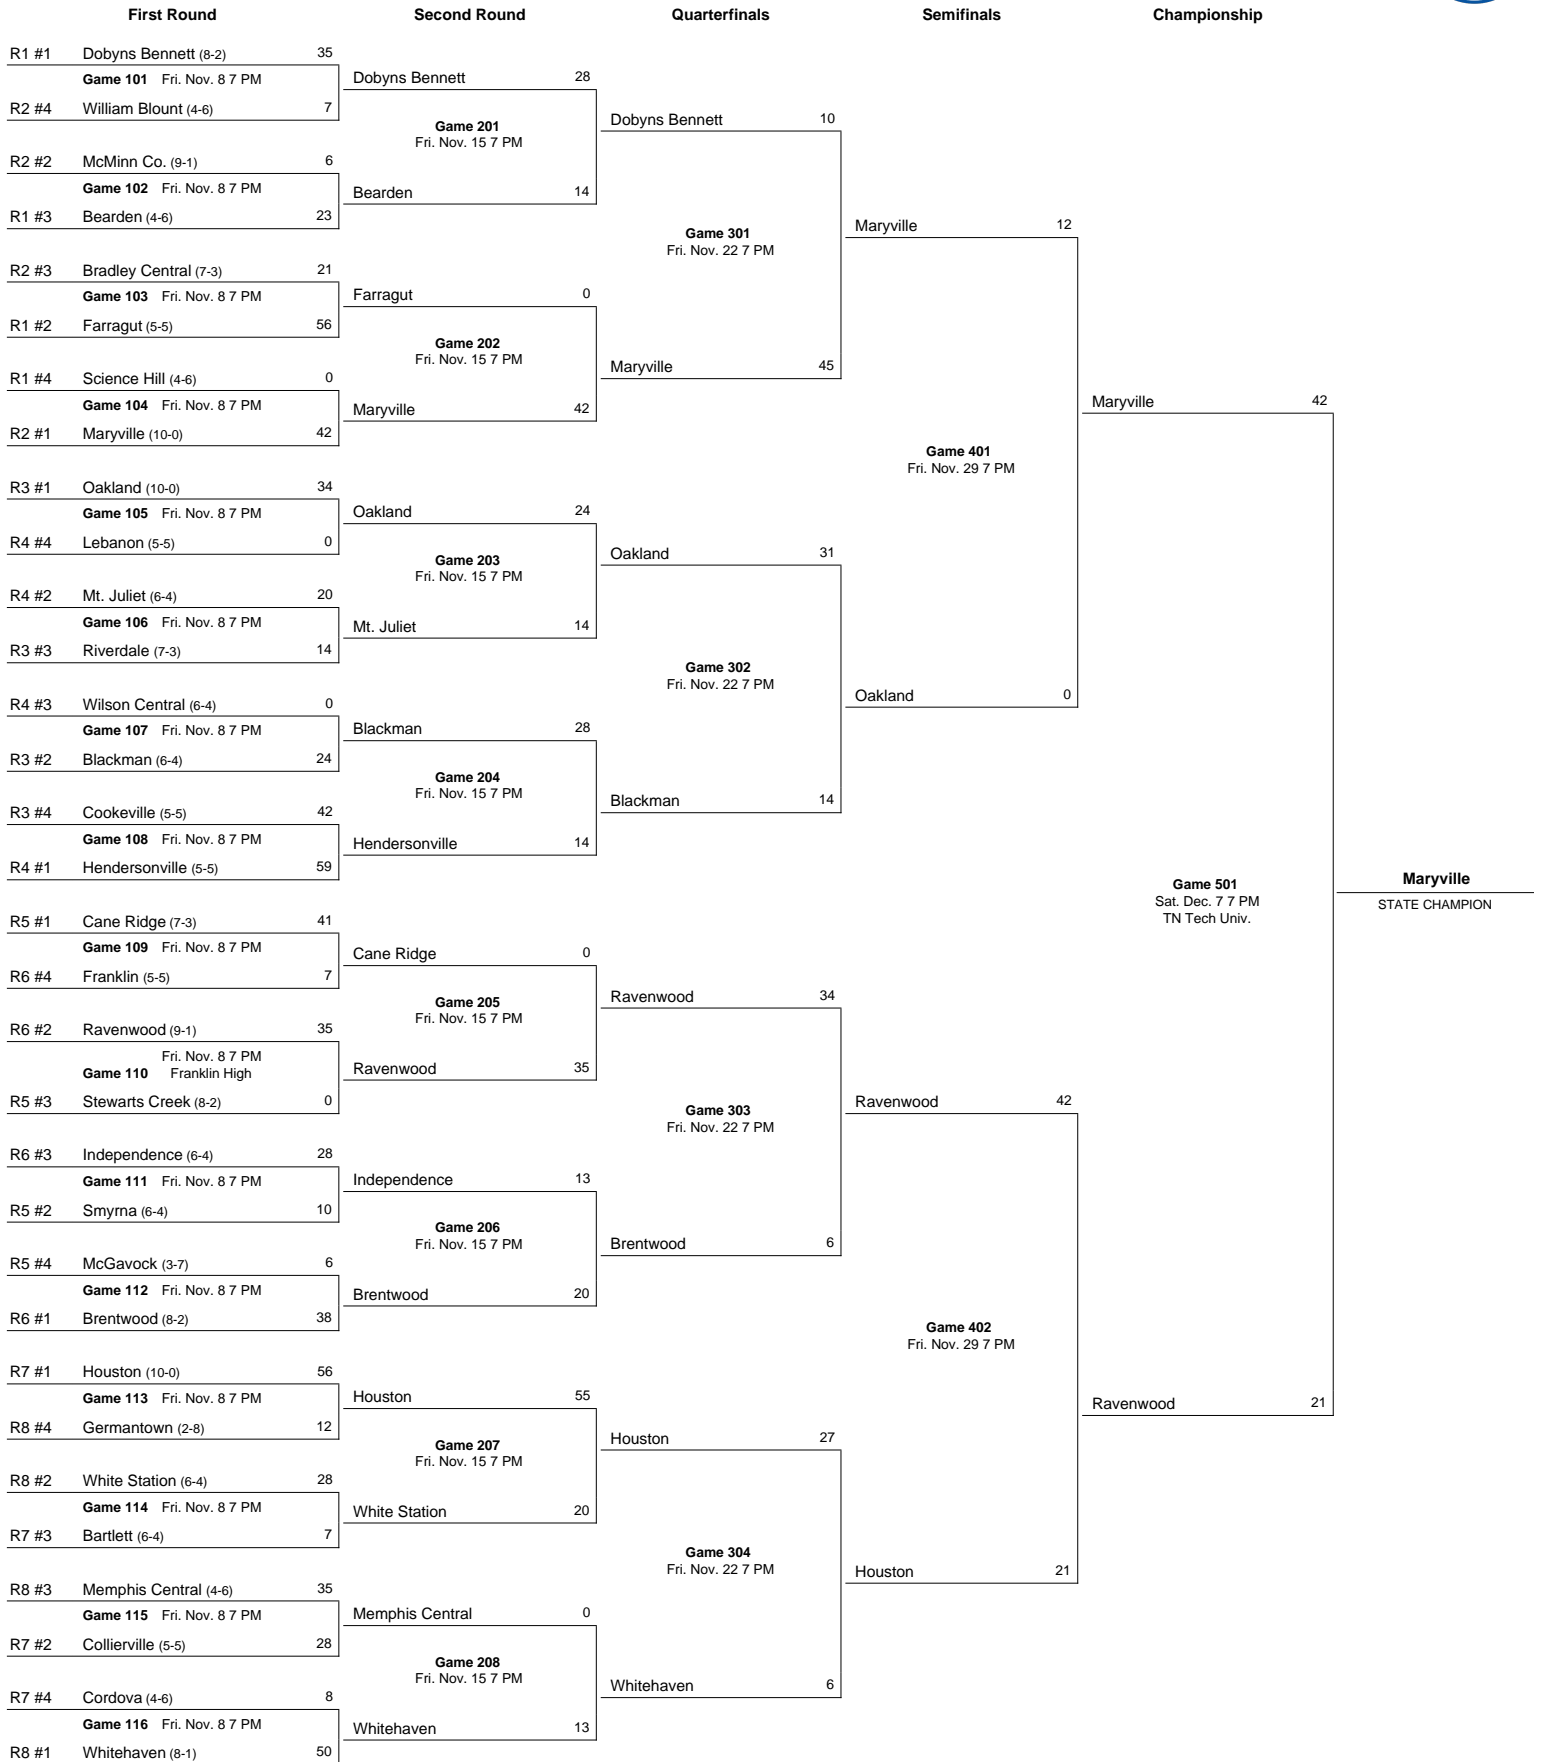 First Round Second Round Quarterfinals Semifinals Championship
R1 #1 Dobyns Bennett (8-2) 35
Game 101 Fri. Nov. 8 7 PM
R2 #4 William Blount (4-6) 7
R2 #2 McMinn Co. (9-1) 6
Game 102 Fri. Nov. 8 7 PM
R1 #3 Bearden (4-6) 23
R2 #3 Bradley Central (7-3) 21
Game 103 Fri. Nov. 8 7 PM
R1 #2 Farragut (5-5) 56
R1 #4 Science Hill (4-6) 0
Game 104 Fri. Nov. 8 7 PM
R2 #1 Maryville (10-0) 42
R3 #1 Oakland (10-0) 34
Game 105 Fri. Nov. 8 7 PM
R4 #4 Lebanon (5-5) 0
R4 #2 Mt. Juliet (6-4) 20
Game 106 Fri. Nov. 8 7 PM
R3 #3 Riverdale (7-3) 14
R4 #3 Wilson Central (6-4) 0
Game 107 Fri. Nov. 8 7 PM
R3 #2 Blackman (6-4) 24
R3 #4 Cookeville (5-5) 42
Game 108 Fri. Nov. 8 7 PM
R4 #1 Hendersonville (5-5) 59
R5 #1 Cane Ridge (7-3) 41
Game 109 Fri. Nov. 8 7 PM
R6 #4 Franklin (5-5) 7
R6 #2 Ravenwood (9-1) 35
Fri. Nov. 8 7 PM
Game 110 Franklin High
R5 #3 Stewarts Creek (8-2) 0
R6 #3 Independence (6-4) 28
Game 111 Fri. Nov. 8 7 PM
R5 #2 Smyrna (6-4) 10
R5 #4 McGavock (3-7) 6
Game 112 Fri. Nov. 8 7 PM
R6 #1 Brentwood (8-2) 38
R7 #1 Houston (10-0) 56
Game 113 Fri. Nov. 8 7 PM
R8 #4 Germantown (2-8) 12
R8 #2 White Station (6-4) 28
Game 114 Fri. Nov. 8 7 PM
R7 #3 Bartlett (6-4) 7
R8 #3 Memphis Central (4-6) 35
Game 115 Fri. Nov. 8 7 PM
R7 #2 Collierville (5-5) 28
R7 #4 Cordova (4-6) 8
Game 116 Fri. Nov. 8 7 PM
R8 #1 Whitehaven (8-1) 50
Dobyns Bennett 28
Game 201
Fri. Nov. 15 7 PM
Bearden 14
Farragut 0
Game 202
Fri. Nov. 15 7 PM
Maryville 42
Oakland 24
Game 203
Fri. Nov. 15 7 PM
Mt. Juliet 14
Blackman 28
Game 204
Fri. Nov. 15 7 PM
Hendersonville 14
Cane Ridge 0
Game 205
Fri. Nov. 15 7 PM
Ravenwood 35
Independence 13
Game 206
Fri. Nov. 15 7 PM
Brentwood 20
Houston 55
Game 207
Fri. Nov. 15 7 PM
White Station 20
Memphis Central 0
Game 208
Fri. Nov. 15 7 PM
Whitehaven 13
Dobyns Bennett 10
Game 301
Fri. Nov. 22 7 PM
Maryville 45
Oakland 31
Game 302
Fri. Nov. 22 7 PM
Blackman 14
Ravenwood 34
Game 303
Fri. Nov. 22 7 PM
Brentwood 6
Houston 27
Game 304
Fri. Nov. 22 7 PM
Whitehaven 6
Maryville 12
Game 401
Fri. Nov. 29 7 PM
Oakland 0
Ravenwood 42
Game 402
Fri. Nov. 29 7 PM
Houston 21
Maryville 42
Game 501
Sat. Dec. 7 7 PM
TN Tech Univ.
Ravenwood 21
Maryville
STATE CHAMPION